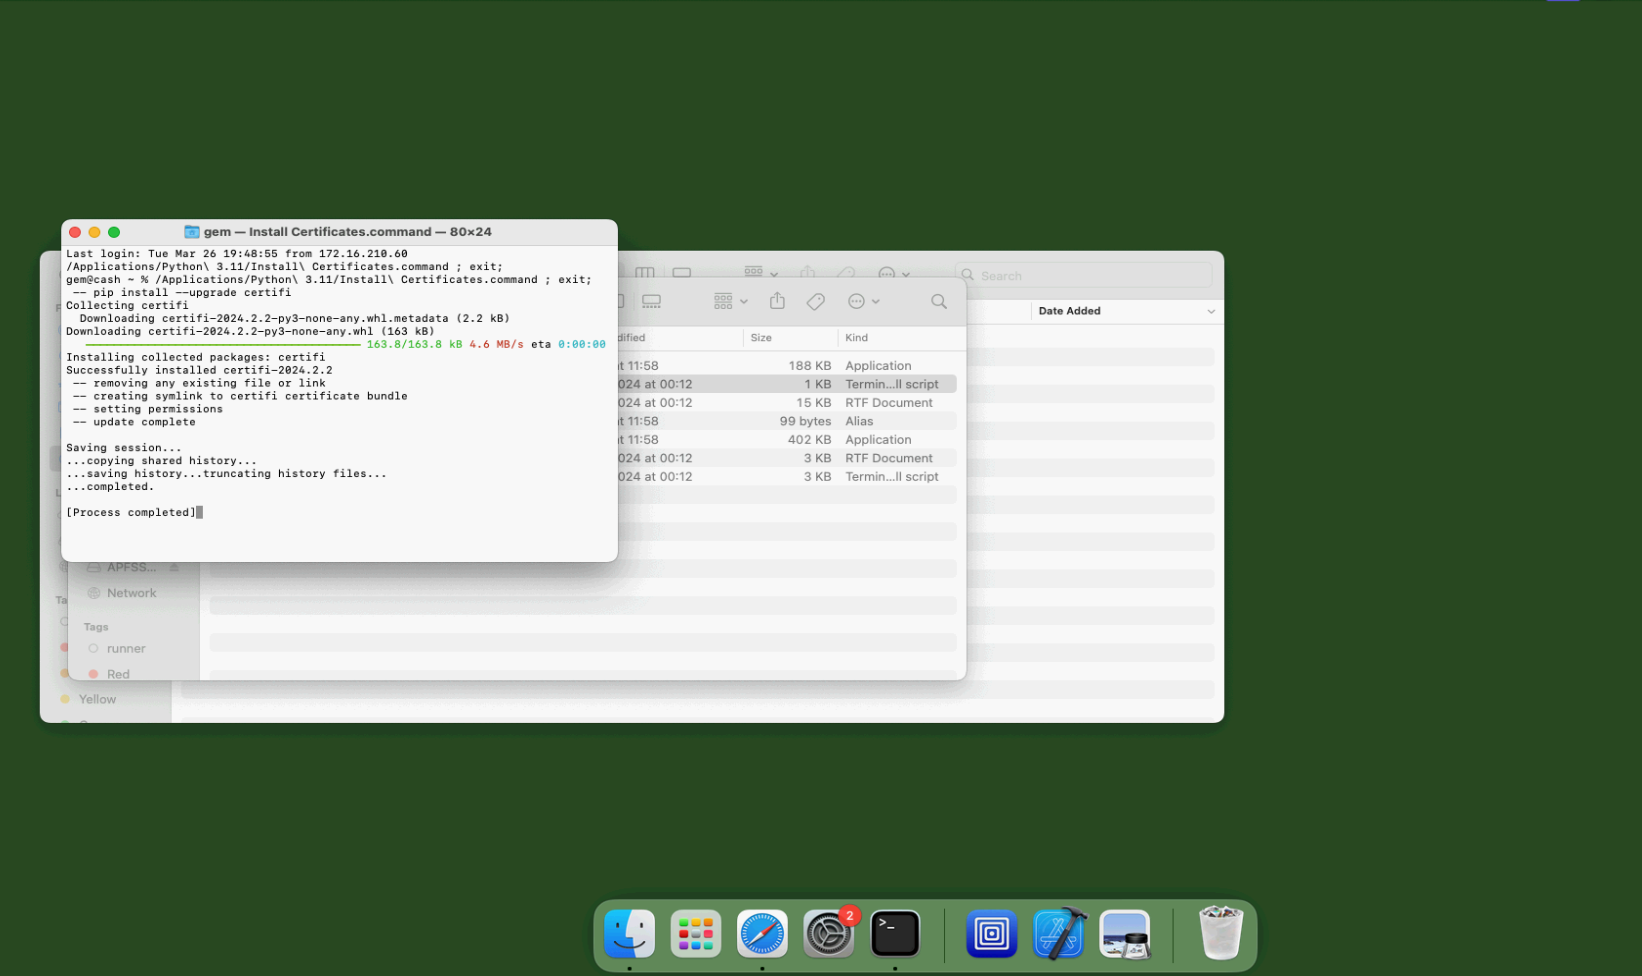 gem — Install Certificates.command — 80×24
Last login: Tue Mar 26 19:48:55 from 172.16.210.60
/Applications/Python\ 3.11/Install\ Certificates.command ; exit;
gem@cash ~ % /Applications/Python\ 3.11/Install\ Certificates.command ; exit;
-- pip install --upgrade certifi
Collecting certifi
Downloading certifi-2024.2.2-py3-none-any.whl.metadata (2.2 kB)
Downloading certifi-2024.2.2-py3-none-any.whl (163 kB)
163.8/163.8 kB 4.6 MB/s eta 0:00:00
Installing collected packages: certifi
Successfully installed certifi-2024.2.2
-- removing any existing file or link
-- creating symlink to certifi certificate bundle
-- setting permissions
-- update complete
Saving session...
...copying shared history...
...saving history...truncating history files...
...completed.
[Process completed]
Search
Date Added
dified Size Kind
at 11:58 188 KB Application
024 at 00:12 1 KB Termin...ll script
024 at 00:12 15 KB RTF Document
at 11:58 99 bytes Alias
at 11:58 402 KB Application
024 at 00:12 3 KB RTF Document
024 at 00:12 3 KB Termin...ll script
APFSS...
Network
Ta
Tags
runner
Red
Yellow
2